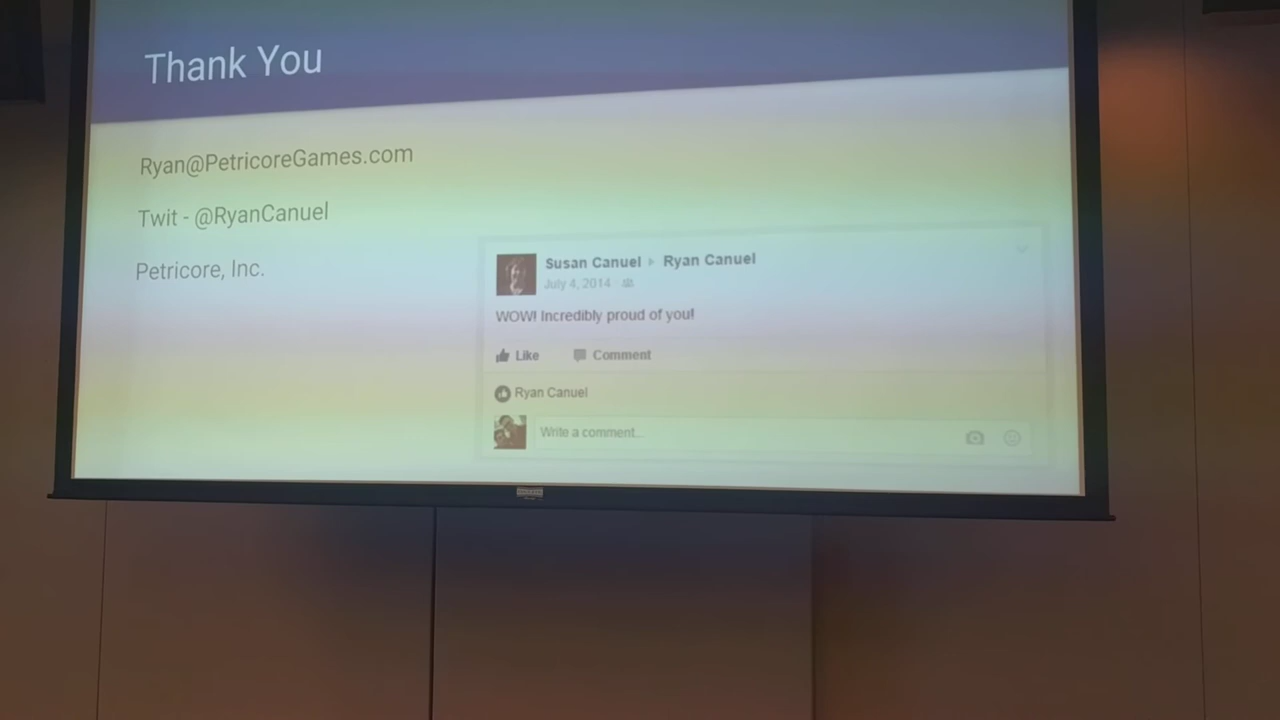 Thank You
Ryan@PetricoreGames.com
Twit - @RyanCanuel
Petricore, Inc.
Susan Canuel ▸ Ryan Canuel
July 4, 2014
WOW! Incredibly proud of you!
Like Comment
Ryan Canuel
Write a comment...